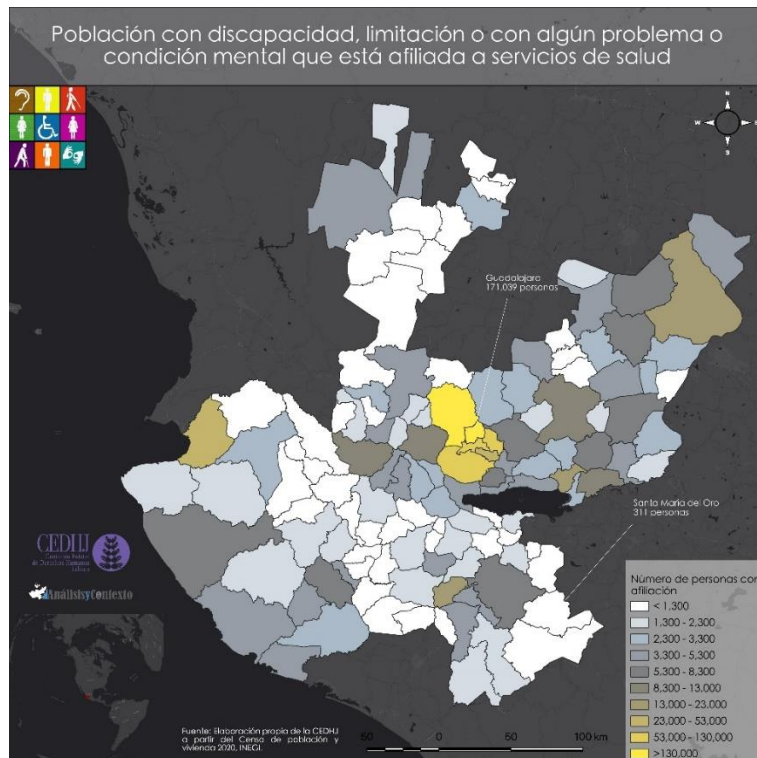 Población con discapacidad, limitación o con algún problema o
condición mental que está afiliada a servicios de salud
N
W
E
S
Guadalajara
171,039 personas
Santa María del Oro
311 personas
CEDHJ
AnálisisyContexto
Número de personas con
afiliación
< 1,300
1,300 - 2,300
2,300 - 3,300
3,300 - 5,300
5,300 - 8,300
8,300 - 13,000
13,000 - 23,000
23,000 - 53,000
53,000 - 130,000
>130,000
Fuente: Elaboración propia de la CEDHJ
a partir del Censo de población y
vivienda 2020, INEGI.
50 0 50 100 km